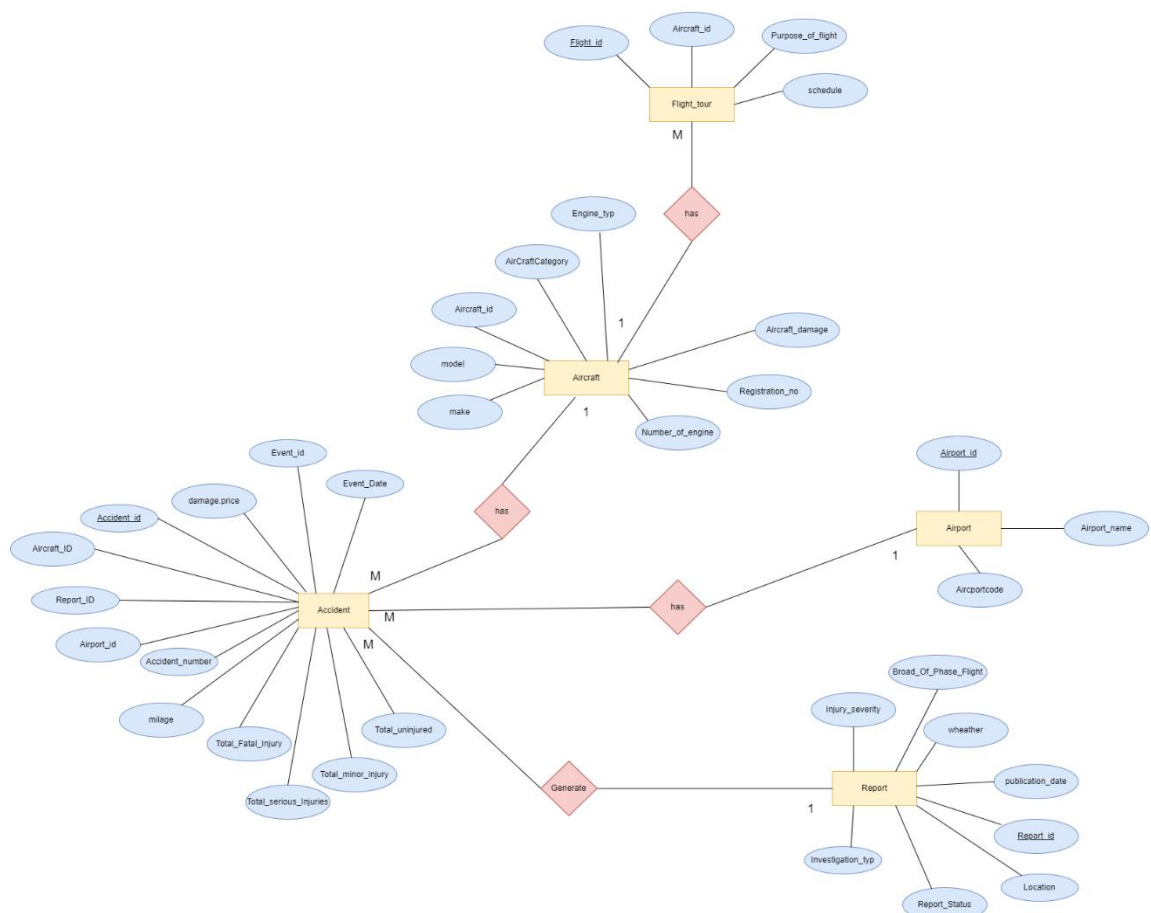 Aircraft_id
Flight_id
Purpose_of_flight
schedule
Flight_tour
M
has
Engine_typ
AirCraftCategory
Aircraft_id
1
Aircraft_damage
model
Aircraft
Registration_no
make
1
Number_of_engine
Event_id
Event_Date
damage.price
Accident_id
Aircraft_ID
has
Airport_id
Airport
Airport_name
1
Aircportcode
M
Report_ID
Accident
M
has
Airport_id
M
Accident_number
milage
Total_Fatal_Injury
Total_uninjured
Total_minor_injury
Total_serious_Injuries
Broad_Of_Phase_Flight
Injury_severity
wheather
publication_date
Generate
Report
1
Report_id
Investigation_typ
Location
Report_Status